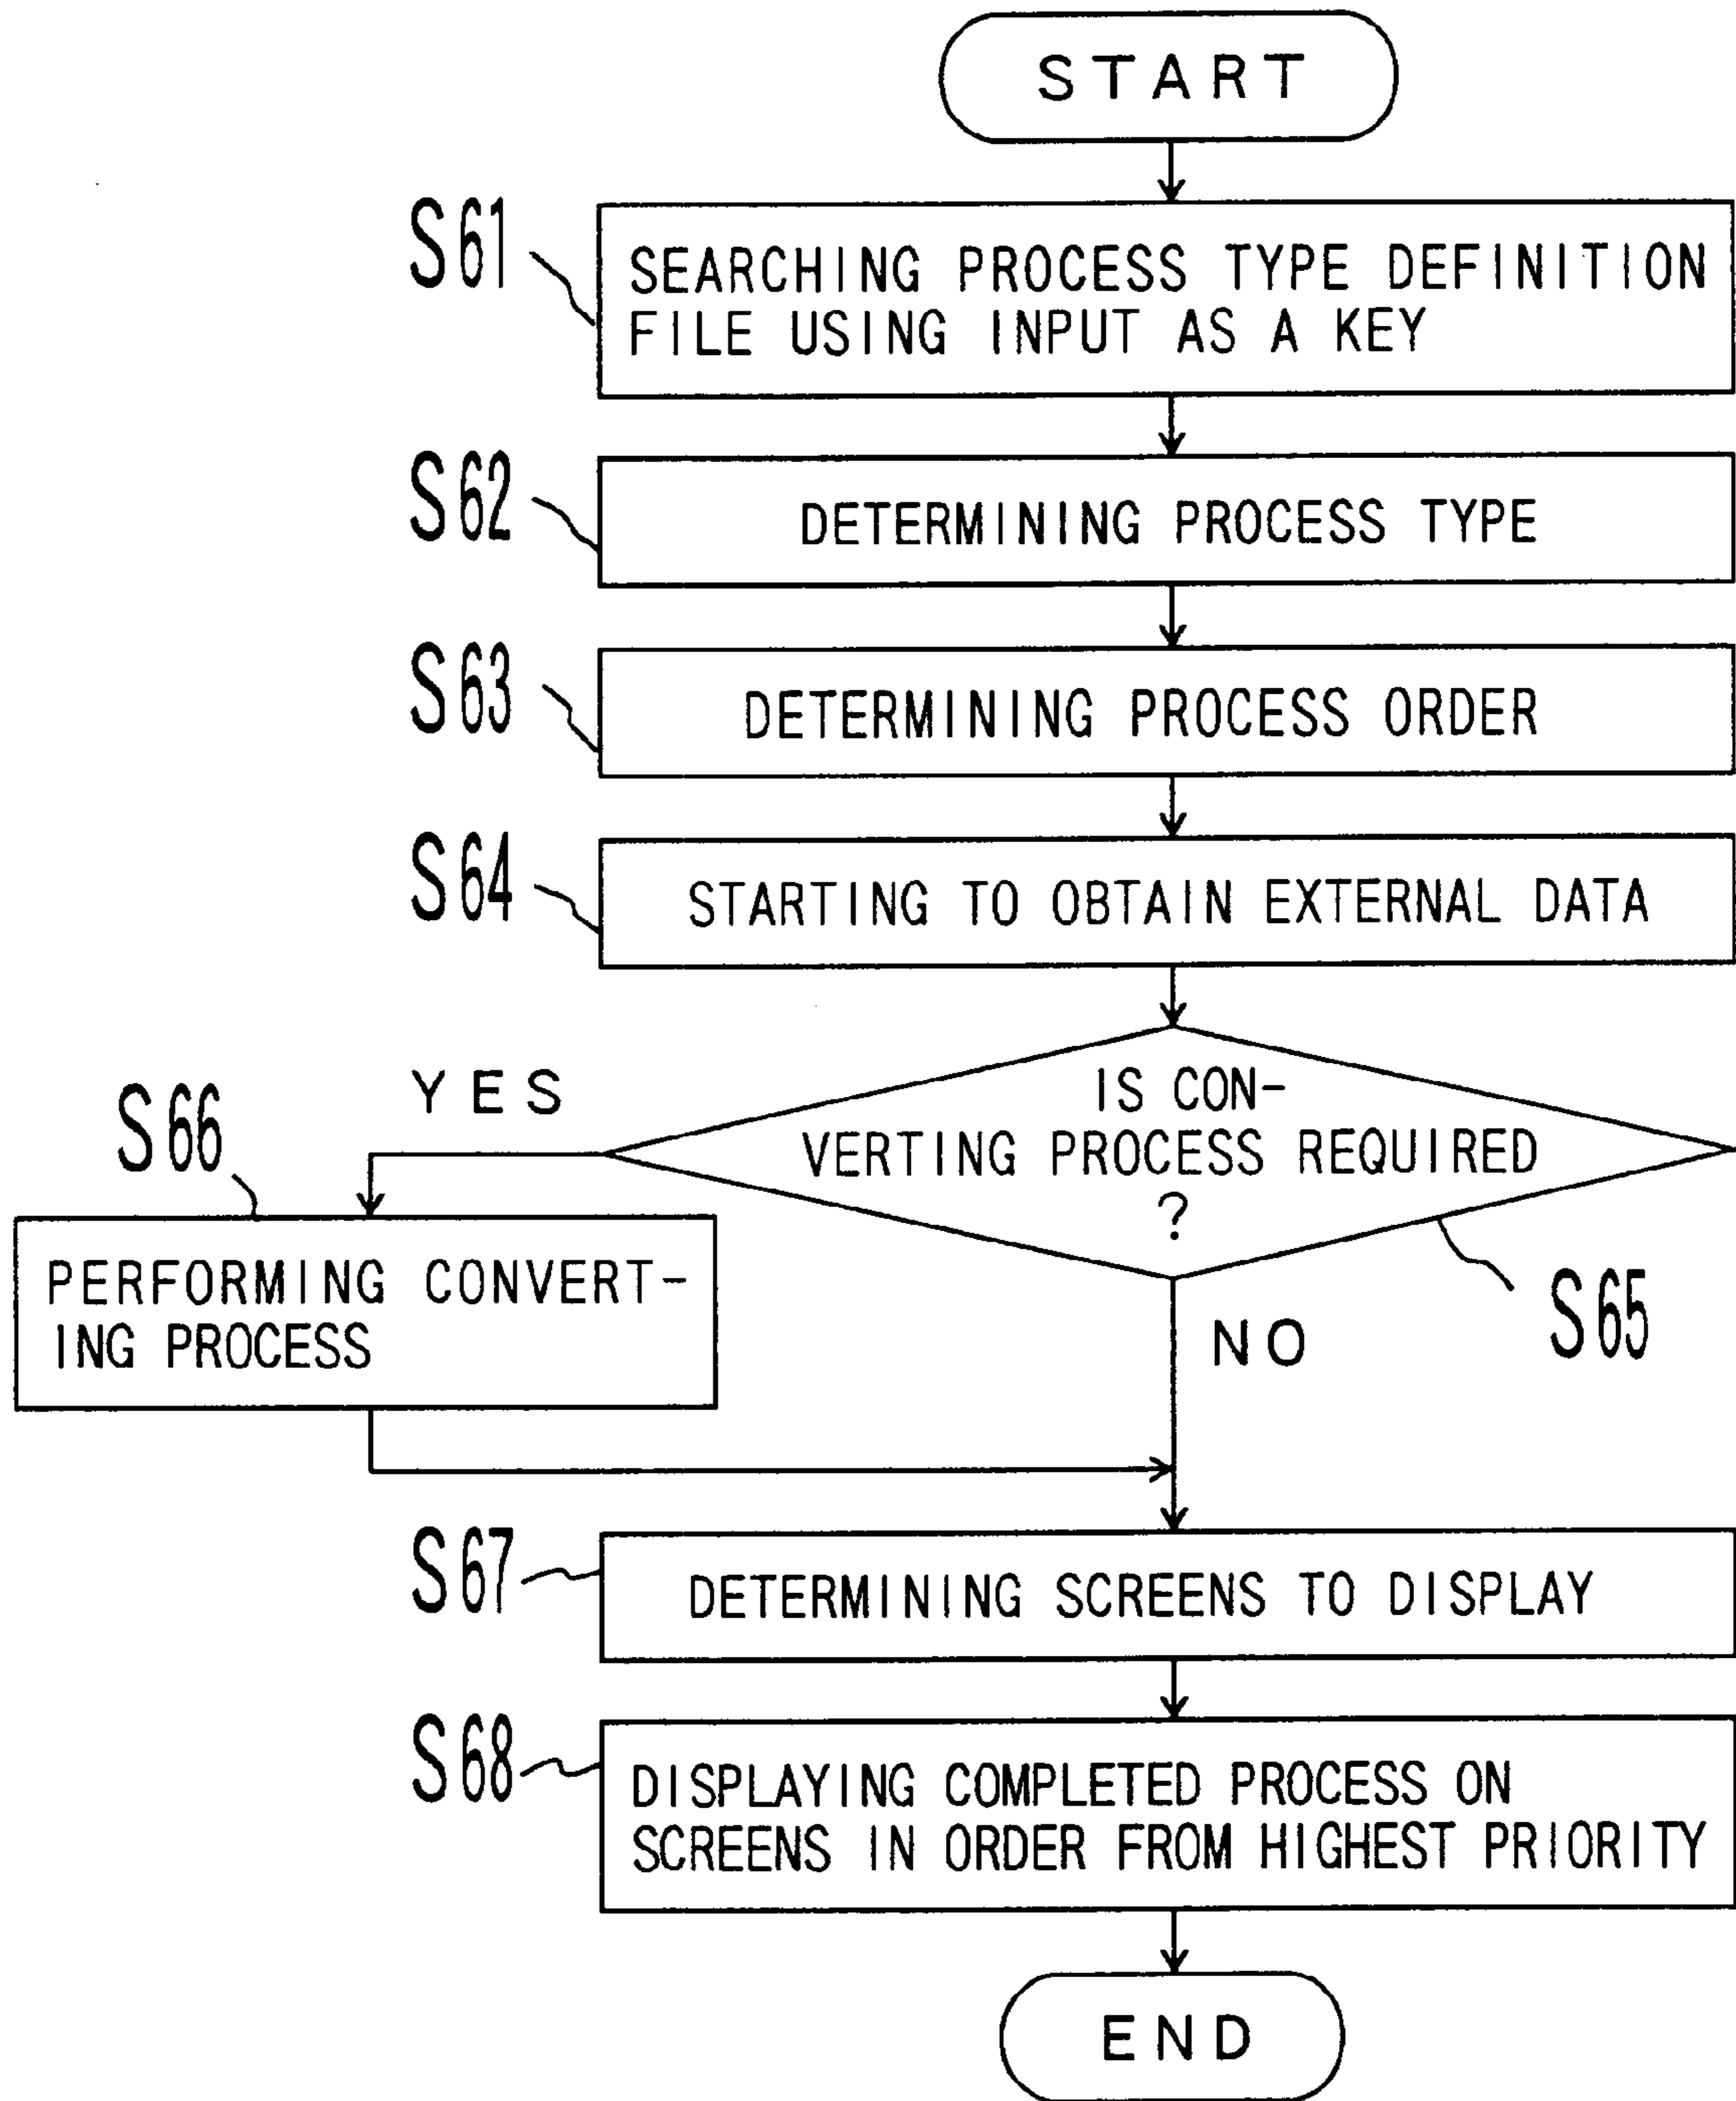 START
S61
SEARCHING PROCESS TYPE DEFINITION
FILE USING INPUT AS A KEY
S62
DETERMINING PROCESS TYPE
S63
DETERMINING PROCESS ORDER
S64
STARTING TO OBTAIN EXTERNAL DATA
IS CON-
VERTING PROCESS REQUIRED
?
YES
S66
PERFORMING CONVERT-
ING PROCESS
S65
NO
S67
DETERMINING SCREENS TO DISPLAY
S68
DISPLAYING COMPLETED PROCESS ON
SCREENS IN ORDER FROM HIGHEST PRIORITY
END